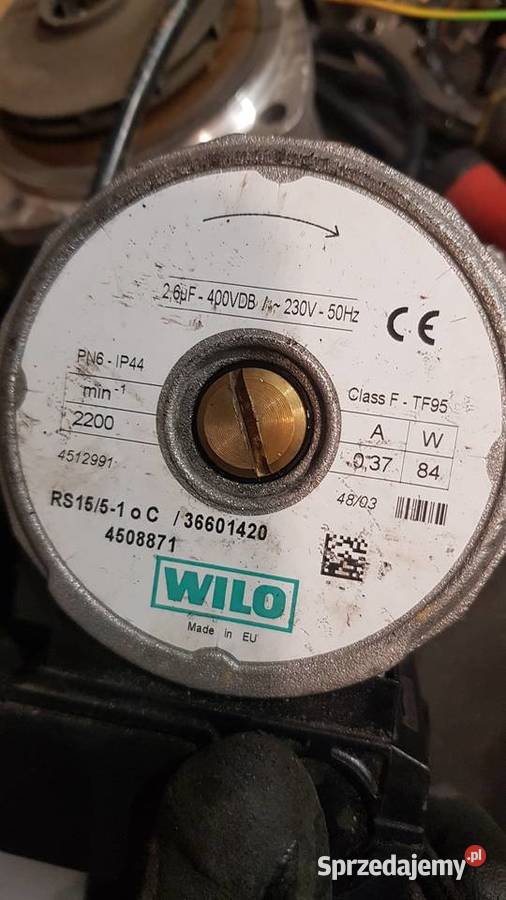 2,6µF - 400VDB / ~ 230V - 50Hz
CE
PN6 - IP44
min⁻¹
2200
4512991
Class F - TF95
A W
0,37 84
48/03
RS15/5-1 o C / 36601420
4508871
WILO
Made in EU
Sprzedajemy.pl